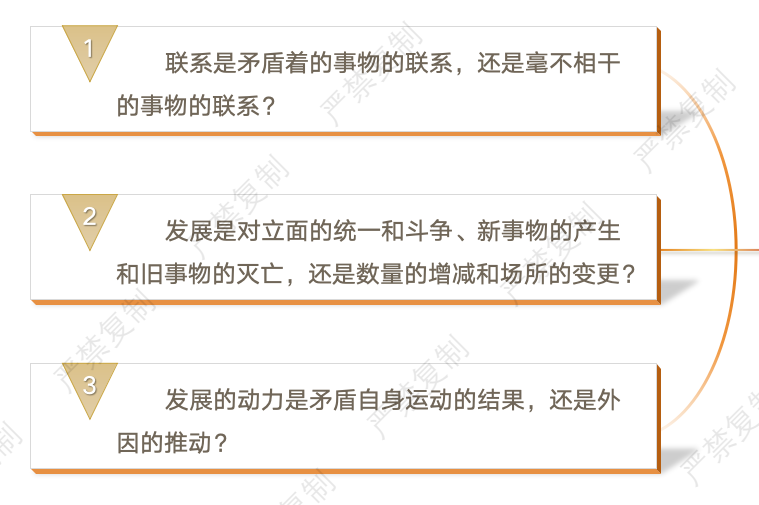 1
联系是矛盾着的事物的联系，还是毫不相干
的事物的联系？
2
发展是对立面的统一和斗争、新事物的产生
和旧事物的灭亡，还是数量的增减和场所的变更？
3
发展的动力是矛盾自身运动的结果，还是外
因的推动？
严禁复制
严禁复制
严禁复制
严禁复制
严禁复制
严禁复制
严禁复制